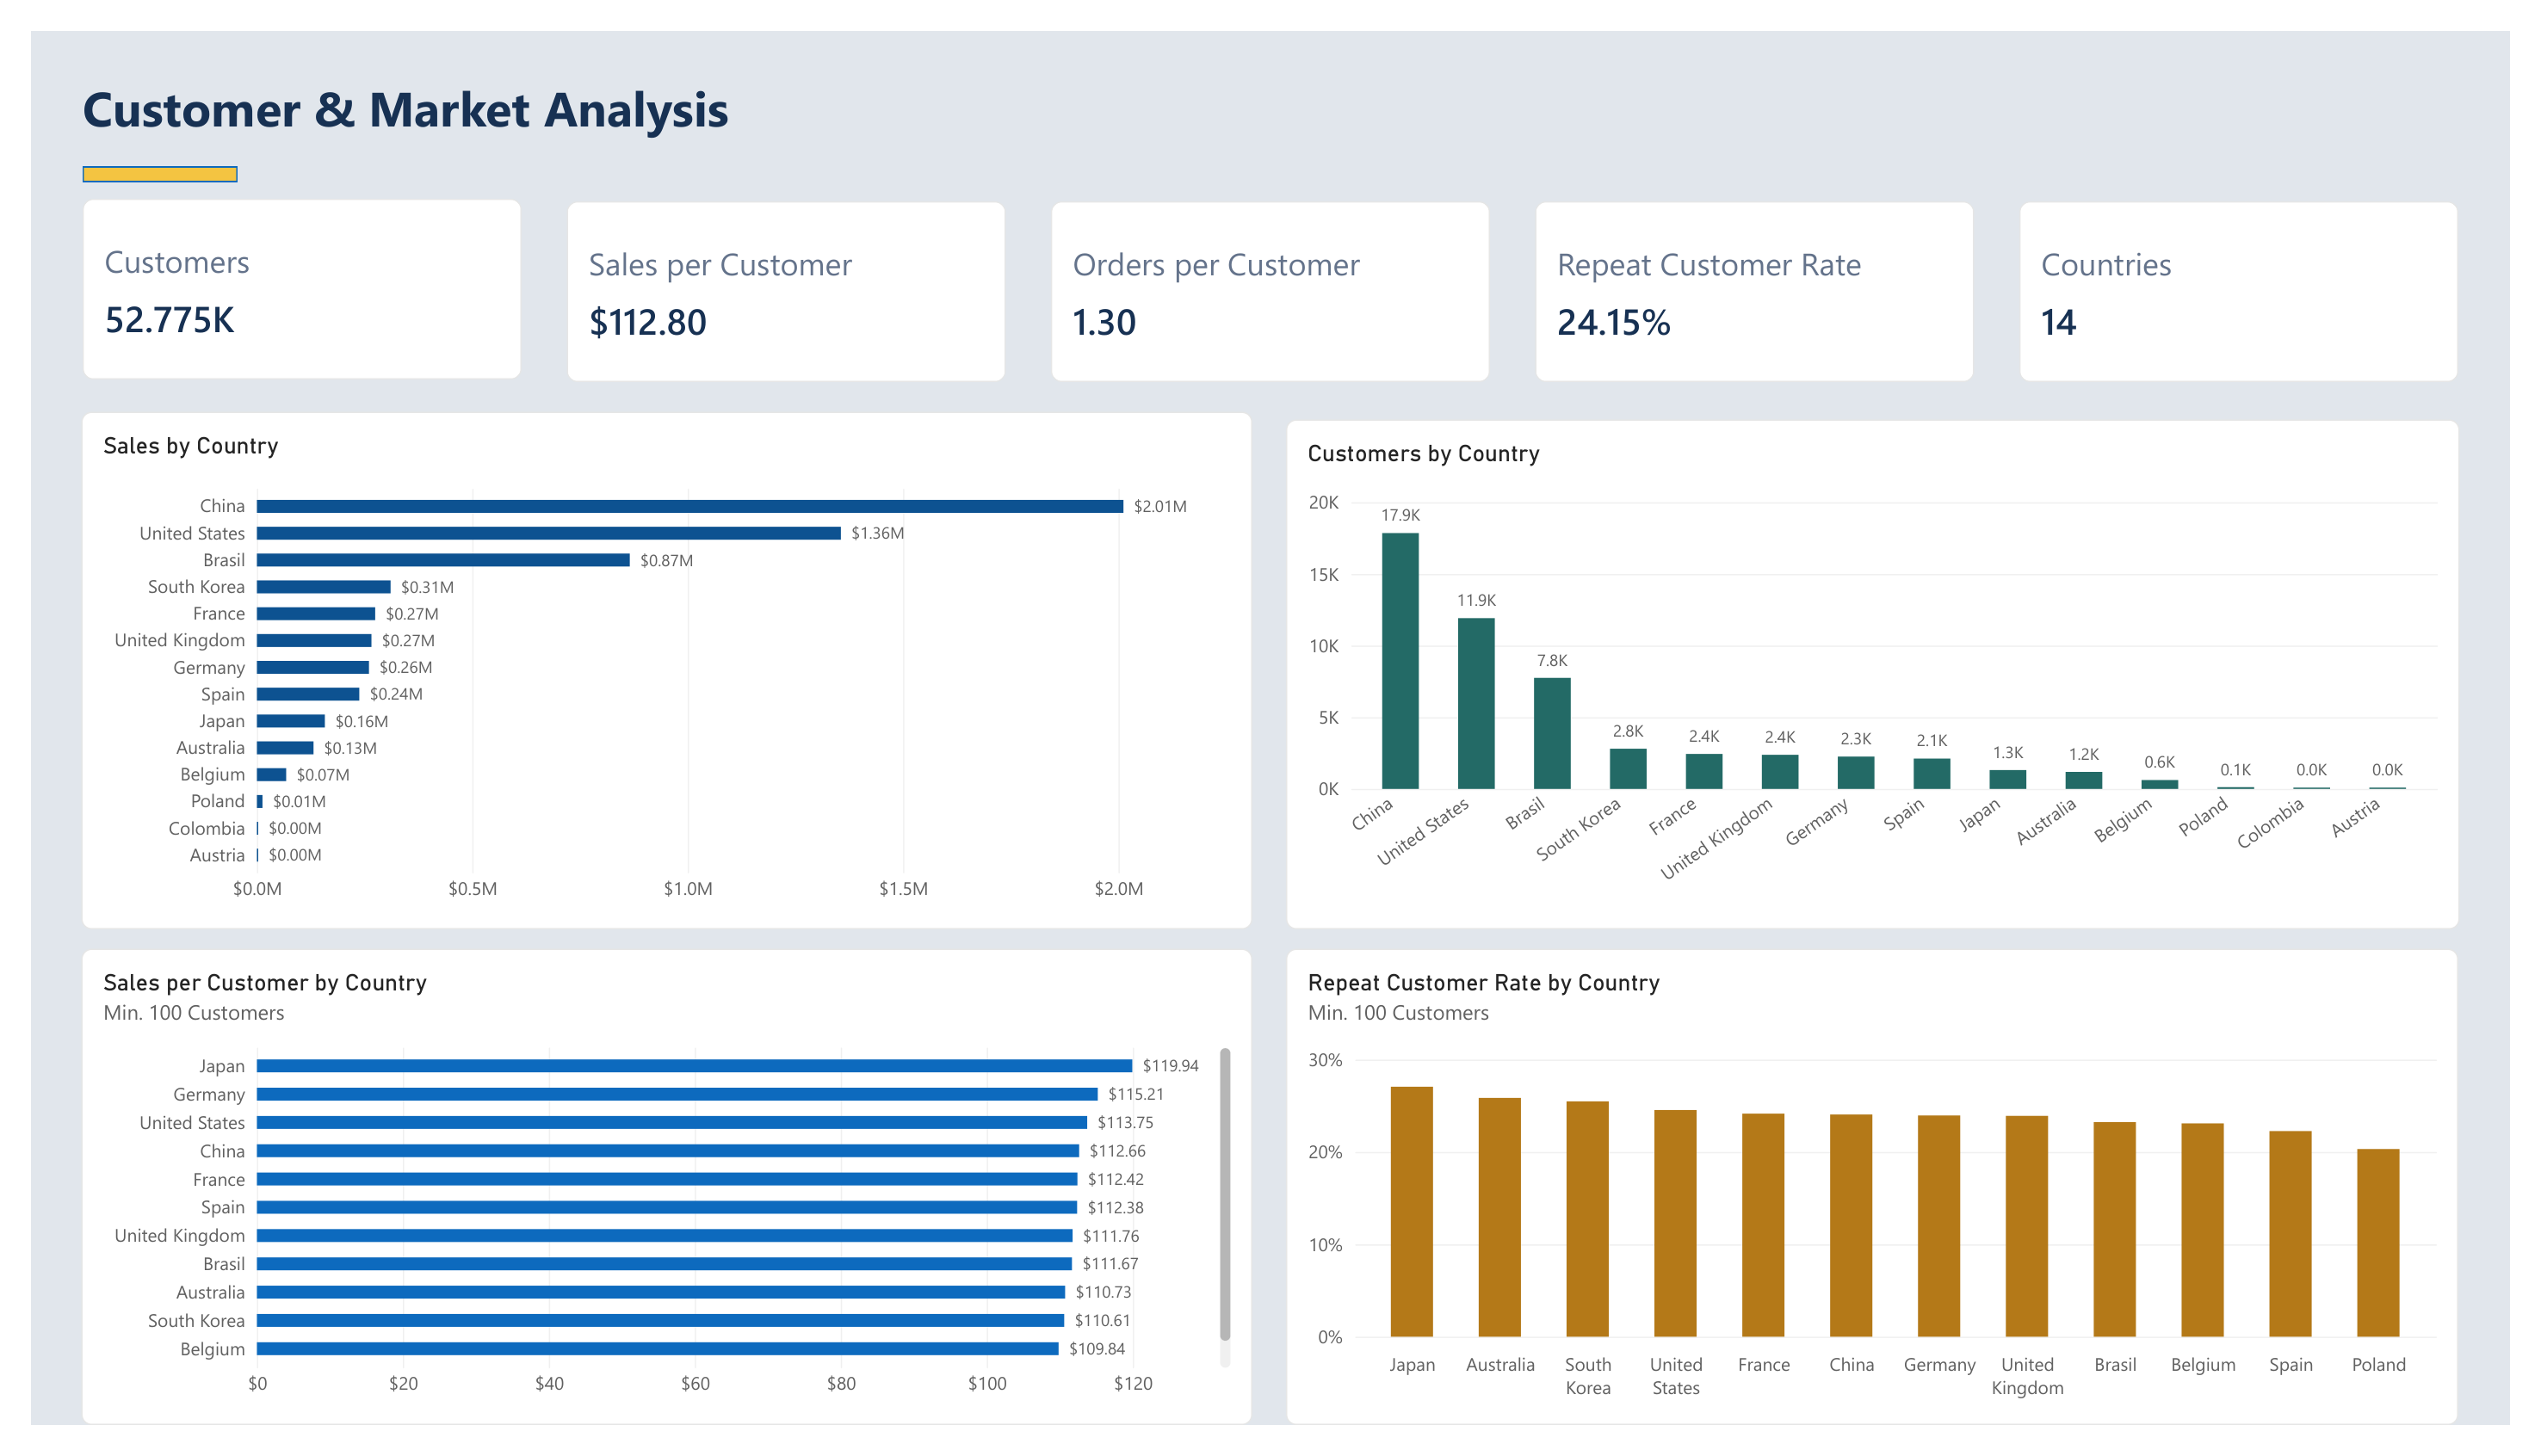 Customer & Market Analysis
Customers
52.775K
Sales per Customer
$112.80
Orders per Customer
1.30
Repeat Customer Rate
24.15%
Countries
14
Sales by Country
China $2.01M
United States $1.36M
Brasil $0.87M
South Korea $0.31M
France $0.27M
United Kingdom $0.27M
Germany $0.26M
Spain $0.24M
Japan $0.16M
Australia $0.13M
Belgium $0.07M
Poland $0.01M
Colombia $0.00M
Austria $0.00M
$0.0M $0.5M $1.0M $1.5M $2.0M
Customers by Country
20K
15K
10K
5K
0K
17.9K 11.9K 7.8K 2.8K 2.4K 2.4K 2.3K 2.1K 1.3K 1.2K 0.6K 0.1K 0.0K 0.0K
China United States Brasil South Korea France United Kingdom Germany Spain Japan Australia Belgium Poland Colombia Austria
Sales per Customer by Country
Min. 100 Customers
Japan $119.94
Germany $115.21
United States $113.75
China $112.66
France $112.42
Spain $112.38
United Kingdom $111.76
Brasil $111.67
Australia $110.73
South Korea $110.61
Belgium $109.84
$0 $20 $40 $60 $80 $100 $120
Repeat Customer Rate by Country
Min. 100 Customers
30%
20%
10%
0%
Japan Australia South Korea United States France China Germany United Kingdom Brasil Belgium Spain Poland